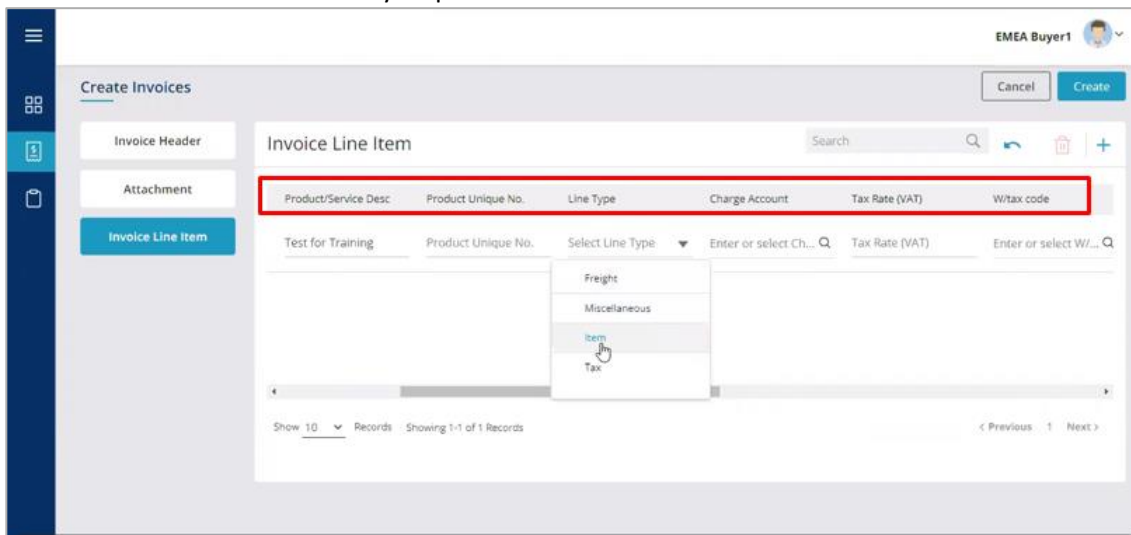 EMEA Buyer1
Create Invoices
Cancel
Create
Invoice Header
Attachment
Invoice Line Item
Invoice Line Item
Search
Product/Service Desc Product Unique No. Line Type Charge Account Tax Rate (VAT) W/tax code
Test for Training Product Unique No. Select Line Type Enter or select Ch... Tax Rate (VAT) Enter or select W/...
Freight
Miscellaneous
Item
Tax
Show 10 Records Showing 1-1 of 1 Records
< Previous 1 Next >